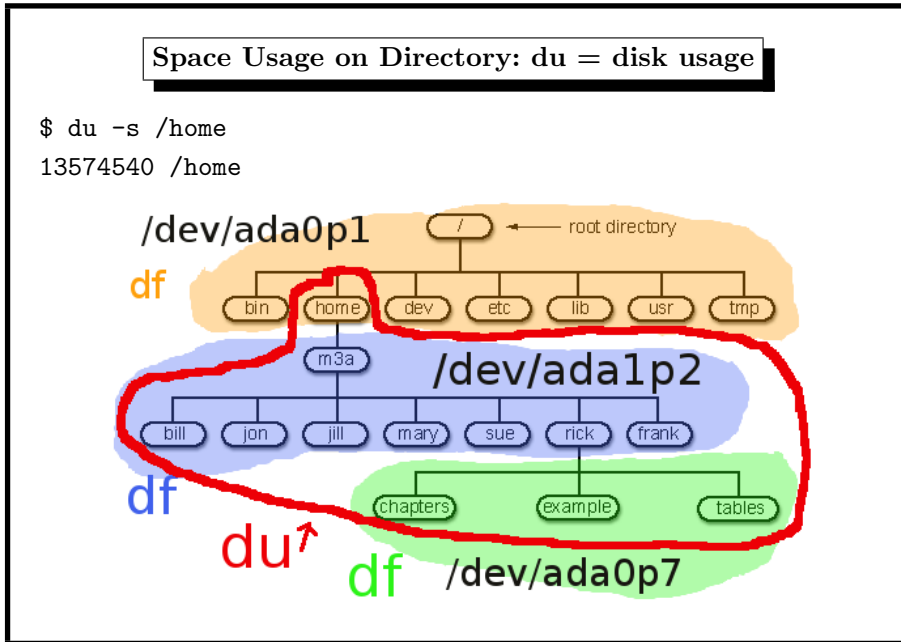 Space Usage on Directory: du = disk usage
$ du -s /home
13574540 /home
/dev/ada0p1
/
root directory
df
bin home dev etc lib usr tmp
m3a
/dev/ada1p2
bill jon jill mary sue rick frank
df
chapters example tables
du
df
/dev/ada0p7